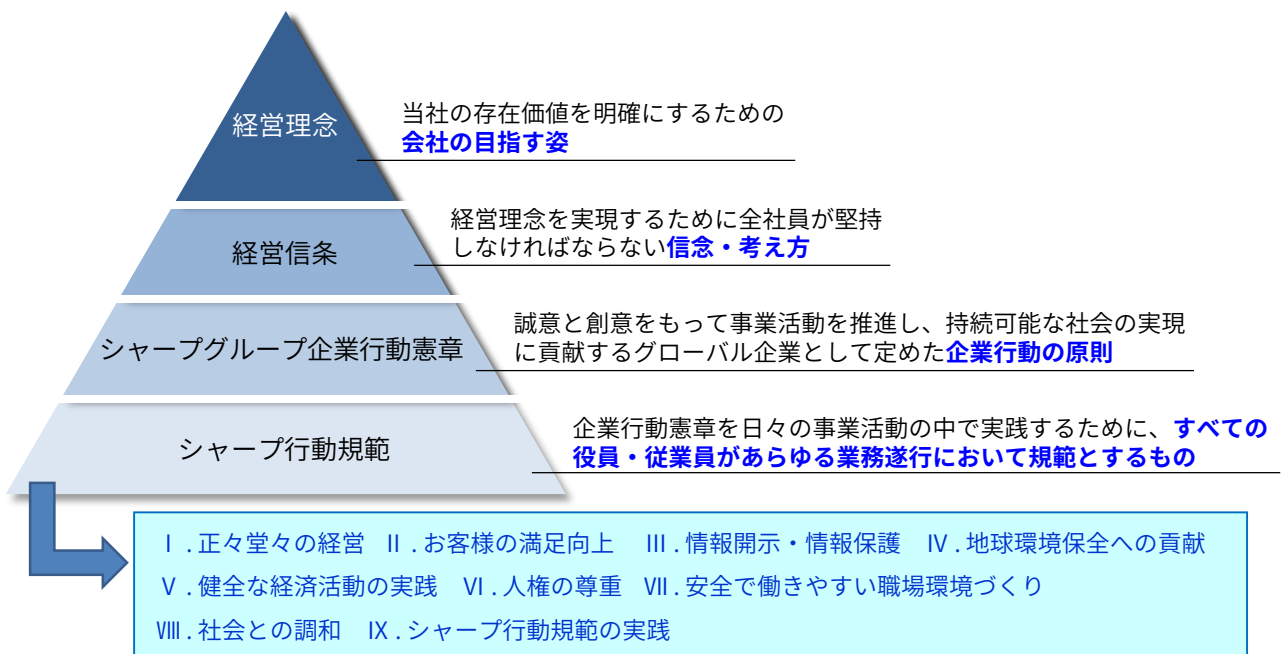 経営理念
当社の存在価値を明確にするための
会社の目指す姿
経営信条
経営理念を実現するために全社員が堅持
しなければならない信念・考え方
シャープグループ企業行動憲章
誠意と創意をもって事業活動を推進し、持続可能な社会の実現
に貢献するグローバル企業として定めた企業行動の原則
シャープ行動規範
企業行動憲章を日々の事業活動の中で実践するために、すべての
役員・従業員があらゆる業務遂行において規範とするもの
Ⅰ.正々堂々の経営 Ⅱ.お客様の満足向上 Ⅲ.情報開示・情報保護 Ⅳ.地球環境保全への貢献
Ⅴ.健全な経済活動の実践 Ⅵ.人権の尊重 Ⅶ.安全で働きやすい職場環境づくり
Ⅷ.社会との調和 Ⅸ.シャープ行動規範の実践